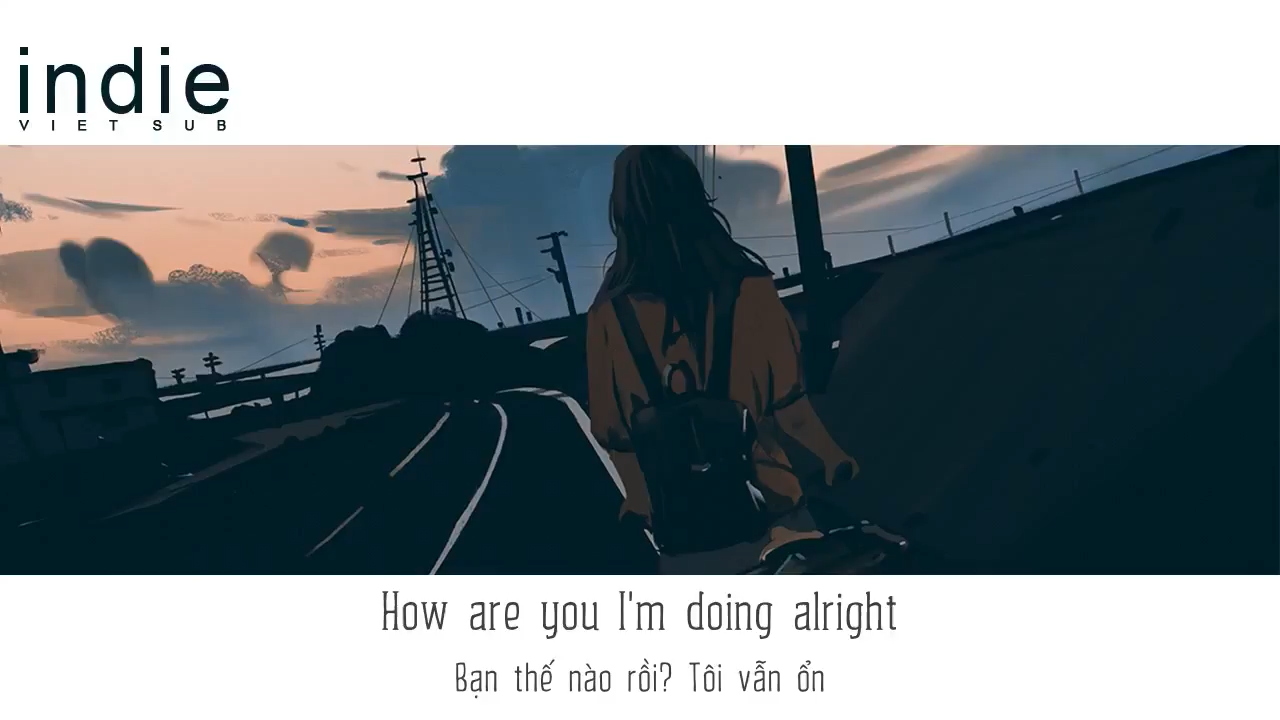 indie
VIET SUB
How are you I'm doing alright
Bạn thế nào rồi? Tôi vẫn ổn